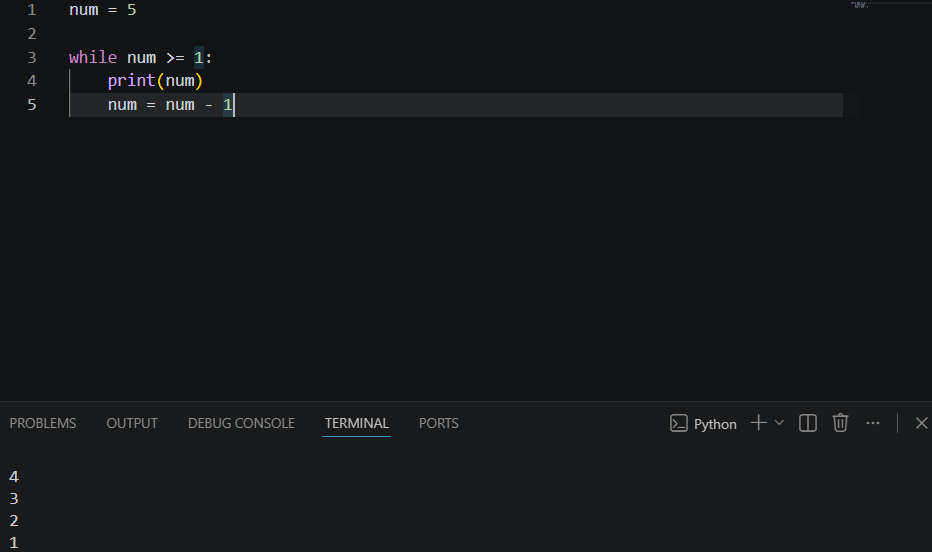 1 num = 5
2
3 while num >= 1:
4     print(num)
5     num = num - 1
PROBLEMS OUTPUT DEBUG CONSOLE TERMINAL PORTS Python
4
3
2
1